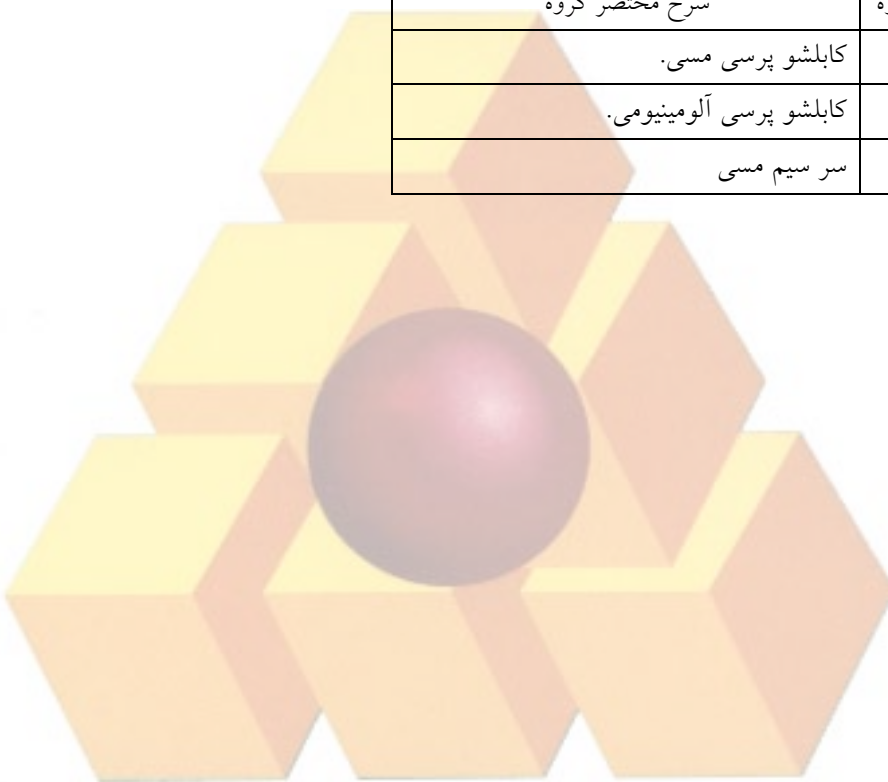 شرح مختصر گروه
کابلشو پرسی مسی.
کابلشو پرسی آلومینیومی.
سر سیم مسی